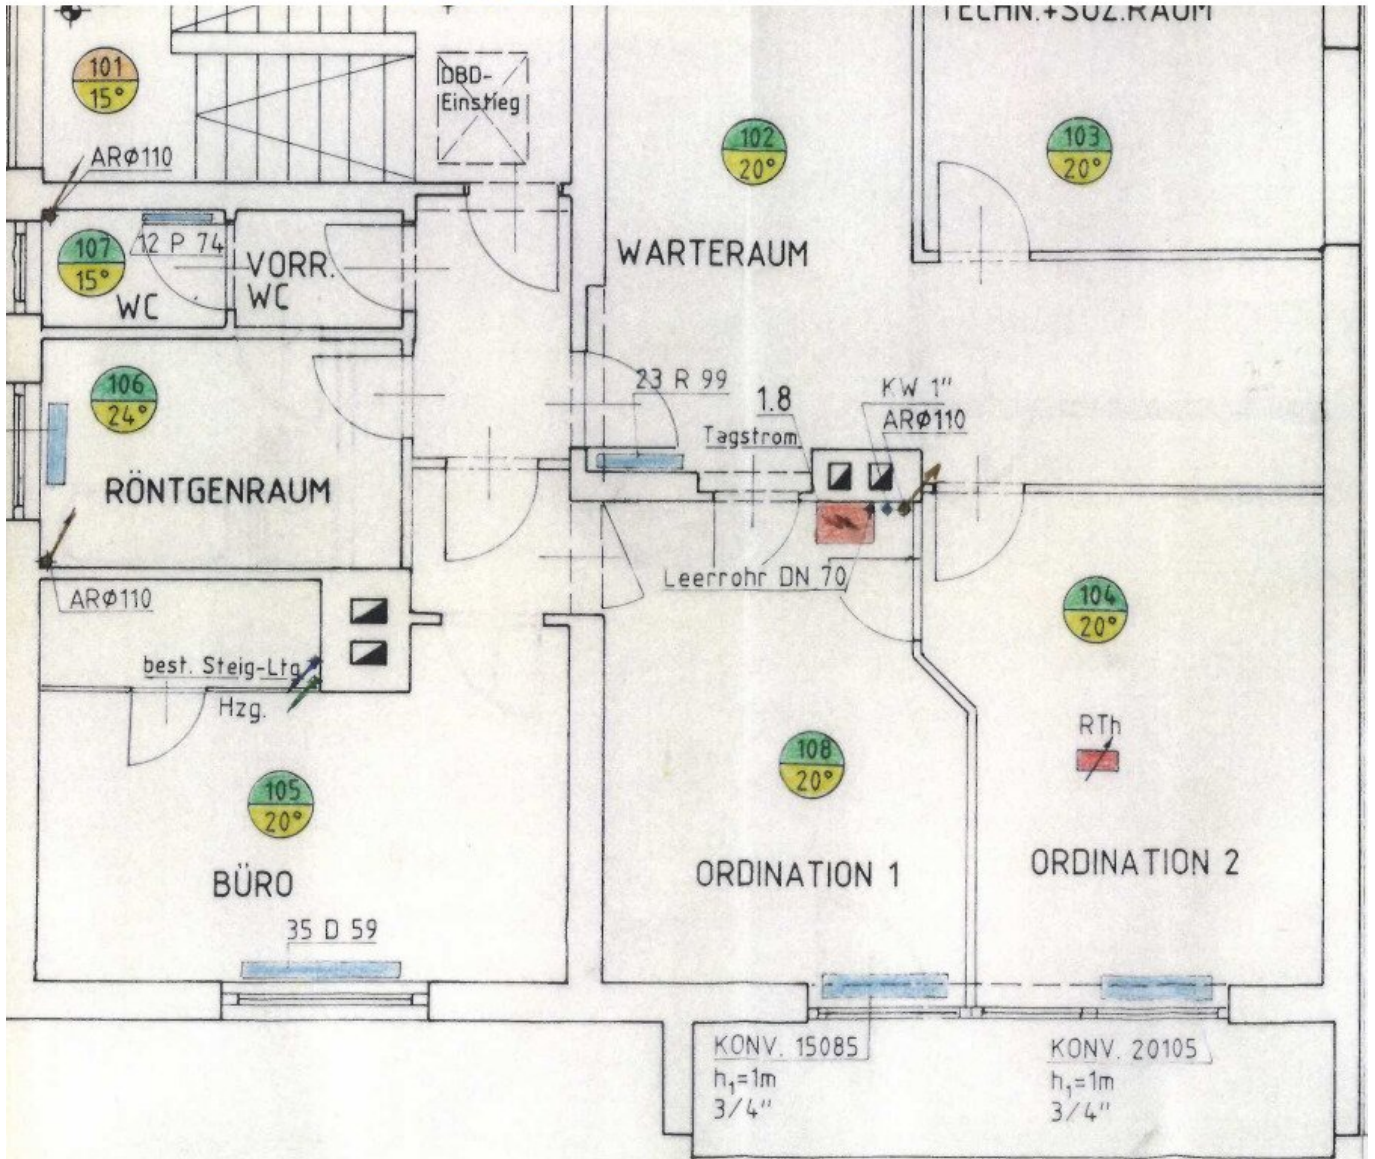 TECHN.+SOZ.RAUM
101
15°
DBD-
Einstieg
102
20°
103
20°
ARØ110
107
15°
12 P 74
WC
VORR.
WC
WARTERAUM
106
24°
23 R 99
1.8
Tagstrom
KW 1"
ARØ110
RÖNTGENRAUM
ARØ110
Leerrohr DN 70
104
20°
best. Steig-Ltg
Hzg.
RTh
105
20°
108
20°
BÜRO
ORDINATION 1
ORDINATION 2
35 D 59
KONV. 15085
h₁=1m
3/4"
KONV. 20105
h₁=1m
3/4"